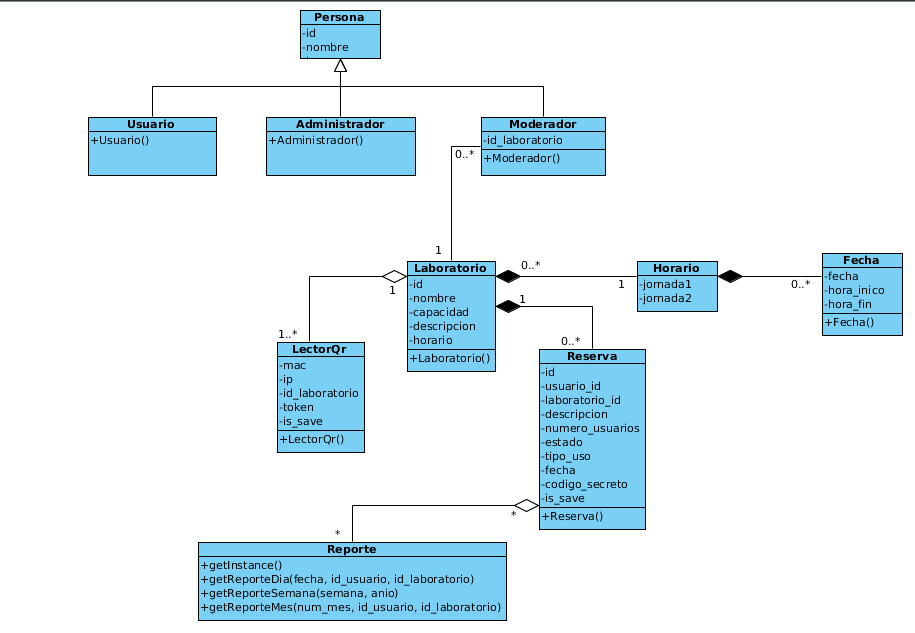 Persona
-id
-nombre
Usuario
+Usuario()
Administrador
+Administrador()
Moderador
-id_laboratorio
+Moderador()
0..*
1
Laboratorio
-id
-nombre
-capacidad
-descripcion
-horario
+Laboratorio()
0..*
1
Horario
-jornada1
-jornada2
0..*
Fecha
-fecha
-hora_inico
-hora_fin
+Fecha()
1
1..*
LectorQr
-mac
-ip
-id_laboratorio
-token
-is_save
+LectorQr()
1
0..*
Reserva
-id
-usuario_id
-laboratorio_id
-descripcion
-numero_usuarios
-estado
-tipo_uso
-fecha
-codigo_secreto
-is_save
+Reserva()
*
*
Reporte
+getInstance()
+getReporteDia(fecha, id_usuario, id_laboratorio)
+getReporteSemana(semana, anio)
+getReporteMes(num_mes, id_usuario, id_laboratorio)